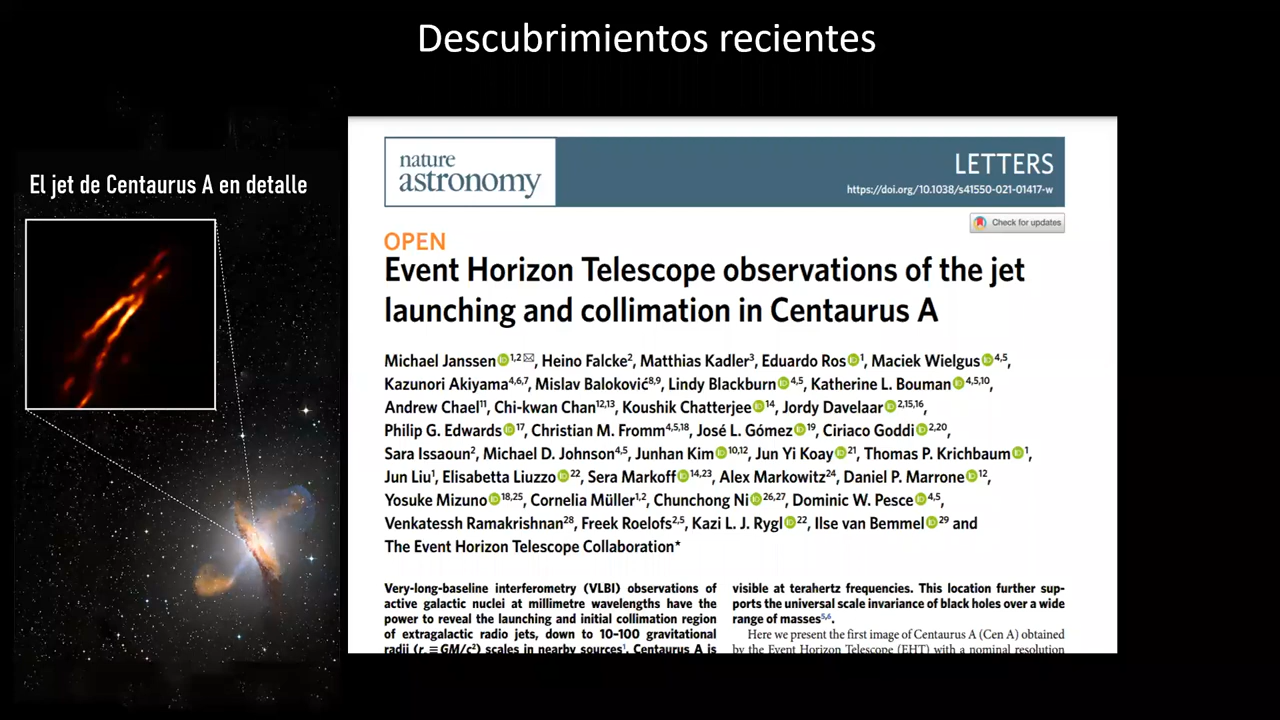 Descubrimientos recientes
El jet de Centaurus A en detalle
nature
astronomy
LETTERS
https://doi.org/10.1038/s41550-021-01417-w
Check for updates
OPEN
Event Horizon Telescope observations of the jet
launching and collimation in Centaurus A
Michael Janssen 1,2 ✉, Heino Falcke2, Matthias Kadler3, Eduardo Ros 1, Maciek Wielgus 4,5,
Kazunori Akiyama4,6,7, Mislav Baloković8,9, Lindy Blackburn 4,5, Katherine L. Bouman 4,5,10,
Andrew Chael11, Chi-kwan Chan12,13, Koushik Chatterjee 14, Jordy Davelaar 2,15,16,
Philip G. Edwards 17, Christian M. Fromm4,5,18, José L. Gómez 19, Ciriaco Goddi 2,20,
Sara Issaoun2, Michael D. Johnson4,5, Junhan Kim 10,12, Jun Yi Koay 21, Thomas P. Krichbaum 1,
Jun Liu1, Elisabetta Liuzzo 22, Sera Markoff 14,23, Alex Markowitz24, Daniel P. Marrone 12,
Yosuke Mizuno 18,25, Cornelia Müller1,2, Chunchong Ni 26,27, Dominic W. Pesce 4,5,
Venkatessh Ramakrishnan28, Freek Roelofs2,5, Kazi L. J. Rygl 22, Ilse van Bemmel 29 and
The Event Horizon Telescope Collaboration*
Very-long-baseline interferometry (VLBI) observations of
active galactic nuclei at millimetre wavelengths have the
power to reveal the launching and initial collimation region
of extragalactic radio jets, down to 10–100 gravitational
radii (rg ≡ GM/c2) scales in nearby sources1. Centaurus A is
visible at terahertz frequencies. This location further sup-
ports the universal scale invariance of black holes over a wide
range of masses5,6.
Here we present the first image of Centaurus A (Cen A) obtained
by the Event Horizon Telescope (EHT) with a nominal resolution